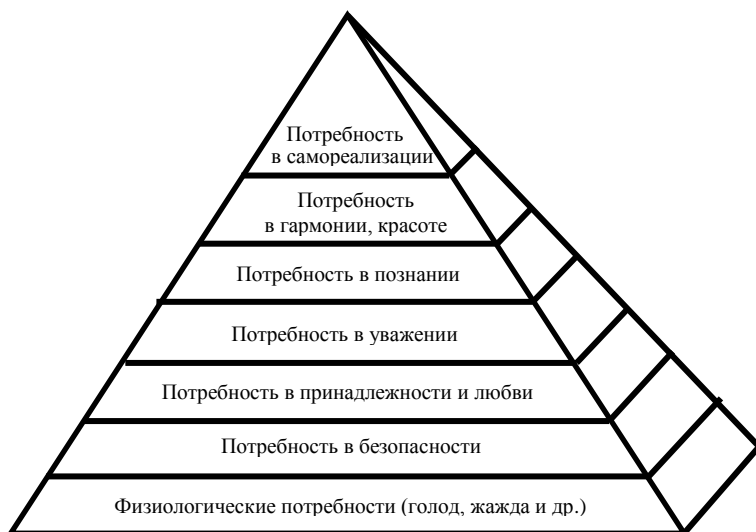 Потребность
в самореализации
Потребность
в гармонии, красоте
Потребность в познании
Потребность в уважении
Потребность в принадлежности и любви
Потребность в безопасности
Физиологические потребности (голод, жажда и др.)